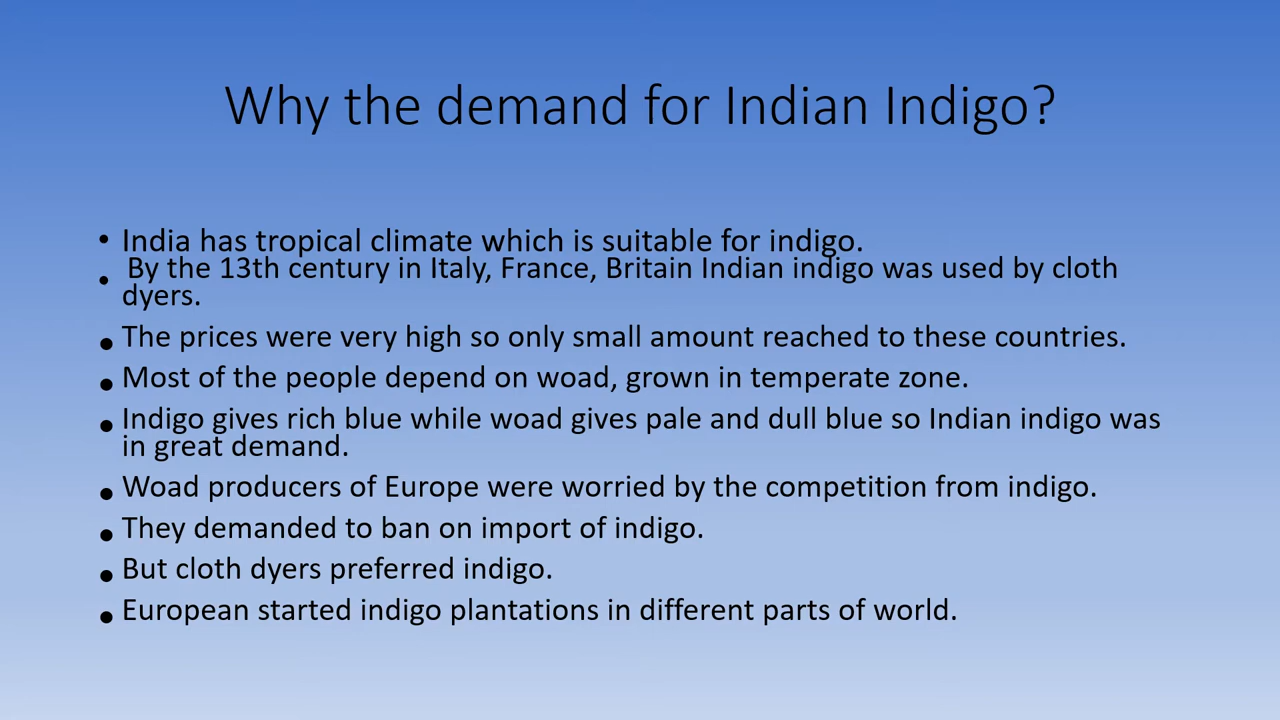 Why the demand for Indian Indigo?
• India has tropical climate which is suitable for indigo.
• By the 13th century in Italy, France, Britain Indian indigo was used by cloth
dyers.
• The prices were very high so only small amount reached to these countries.
• Most of the people depend on woad, grown in temperate zone.
• Indigo gives rich blue while woad gives pale and dull blue so Indian indigo was
in great demand.
• Woad producers of Europe were worried by the competition from indigo.
• They demanded to ban on import of indigo.
• But cloth dyers preferred indigo.
• European started indigo plantations in different parts of world.